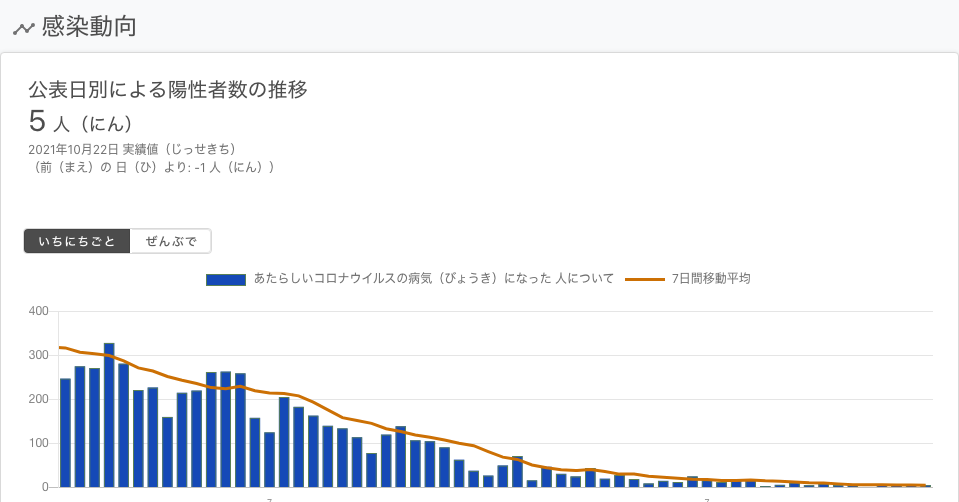 感染動向
公表日別による陽性者数の推移
5 人（にん）
2021年10月22日 実績値（じっせきち）
（前（まえ）の 日（ひ）より: -1 人（にん））
いちにちごと ぜんぶで
あたらしいコロナウイルスの病気（びょうき）になった 人について 7日間移動平均
400
300
200
100
0